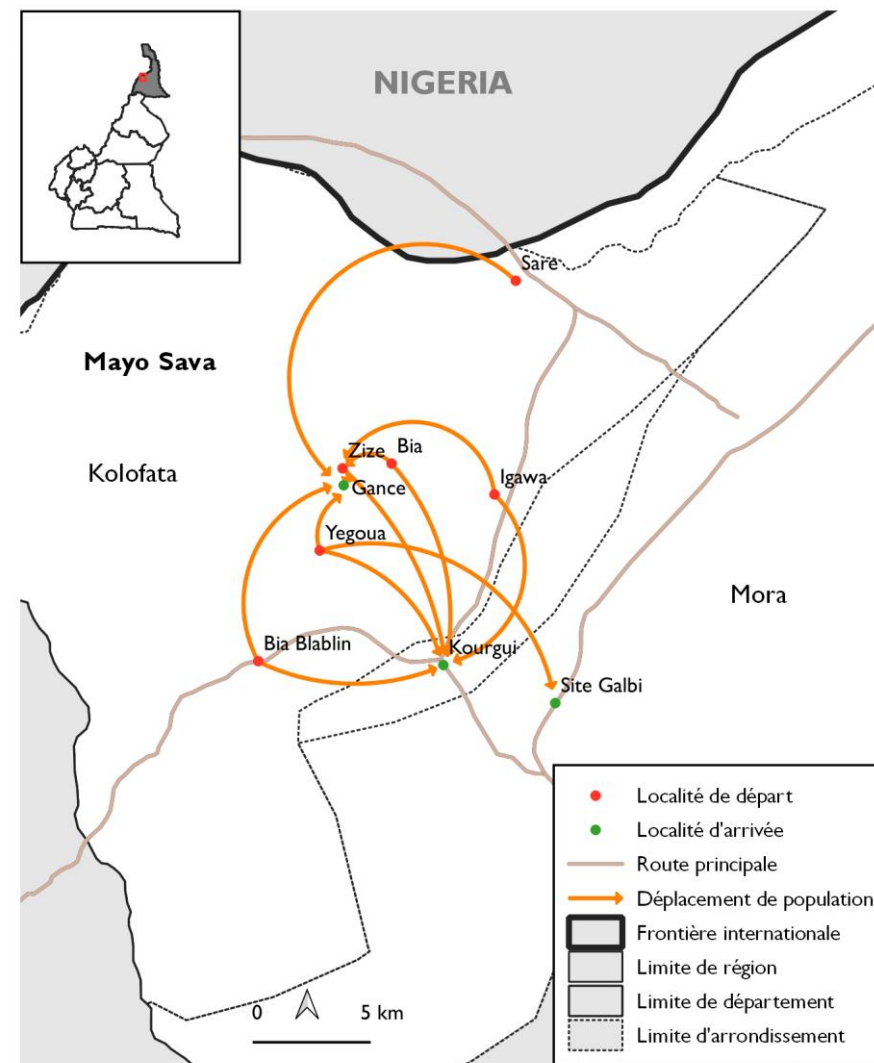 NIGERIA
Sare
Mayo Sava
Zize
Bia
Kolofata
Gance
Igawa
Yegoua
Mora
Bia Blablin
Kourgui
Site Galbi
Localité de départ
Localité d'arrivée
Route principale
Déplacement de population
Frontière internationale
Limite de région
Limite de département
Limite d'arrondissement
0 5 km